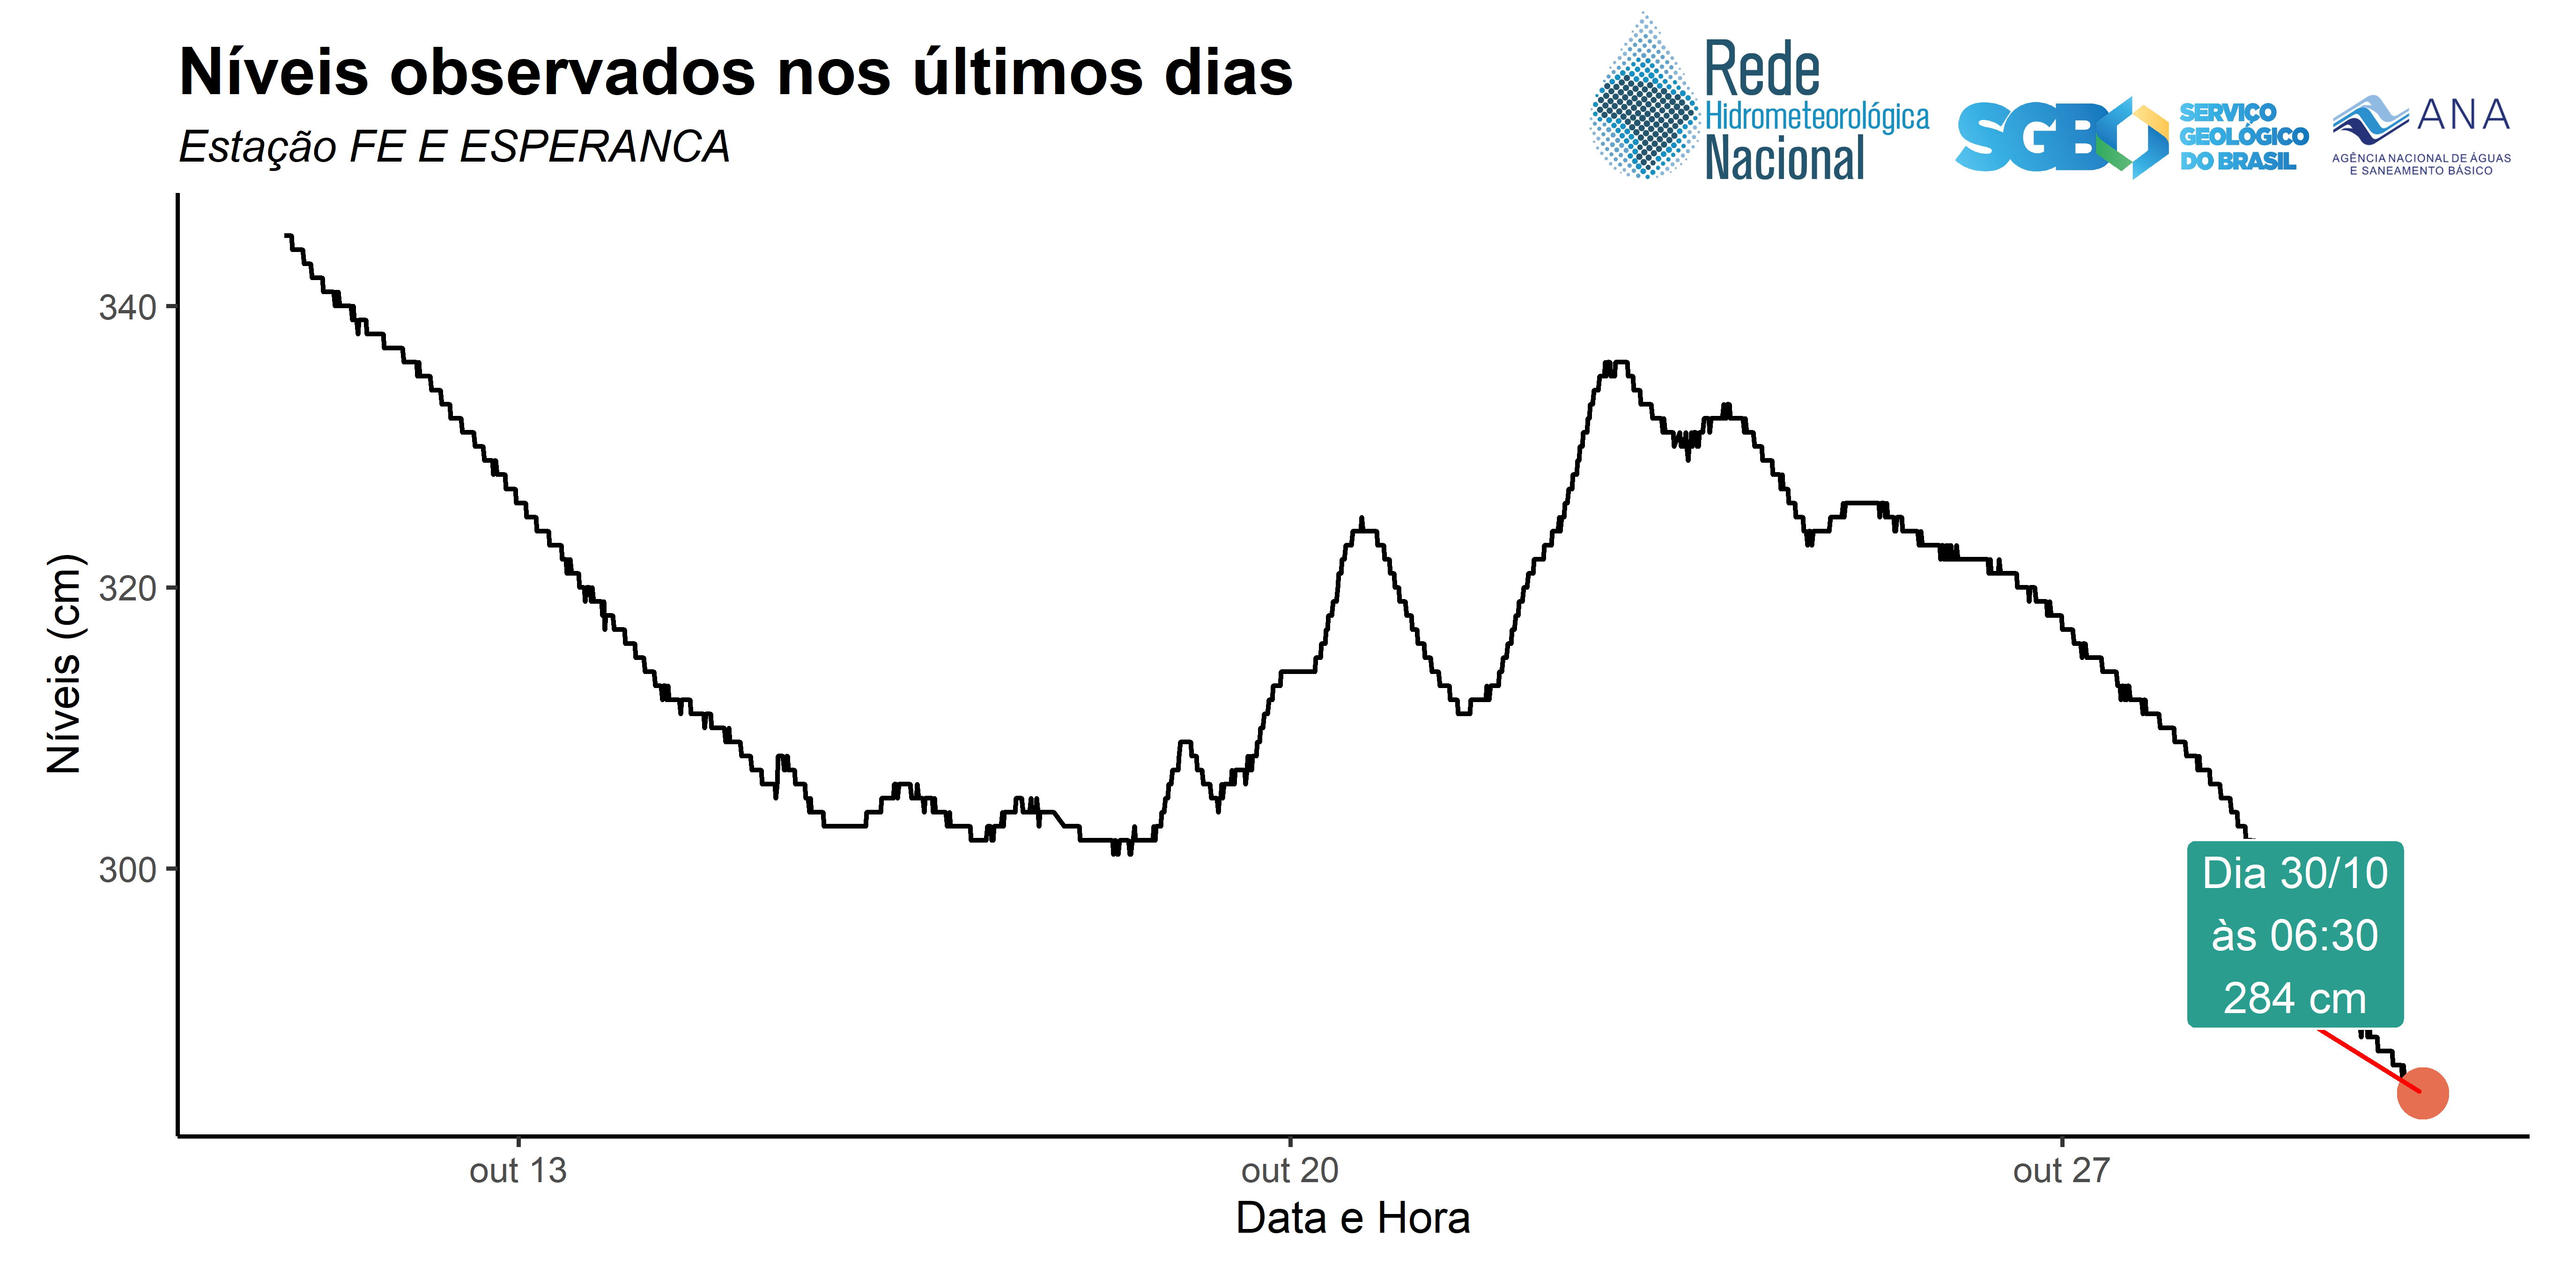 Níveis observados nos últimos dias
Estação FE E ESPERANCA
Rede
Hidrometeorológica
Nacional
SGB
SERVIÇO
GEOLÓGICO
DO BRASIL
ANA
AGÊNCIA NACIONAL DE ÁGUAS
E SANEAMENTO BÁSICO
Níveis (cm)
340
320
300
Dia 30/10
às 06:30
284 cm
out 13
out 20
out 27
Data e Hora